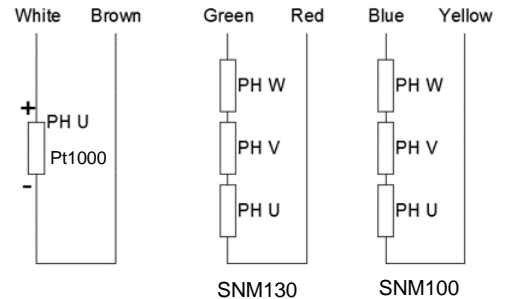 White Brown Green Red Blue Yellow
PH W PH W
+
PH U
PH V PH V
Pt1000
-
PH U PH U
SNM130 SNM100